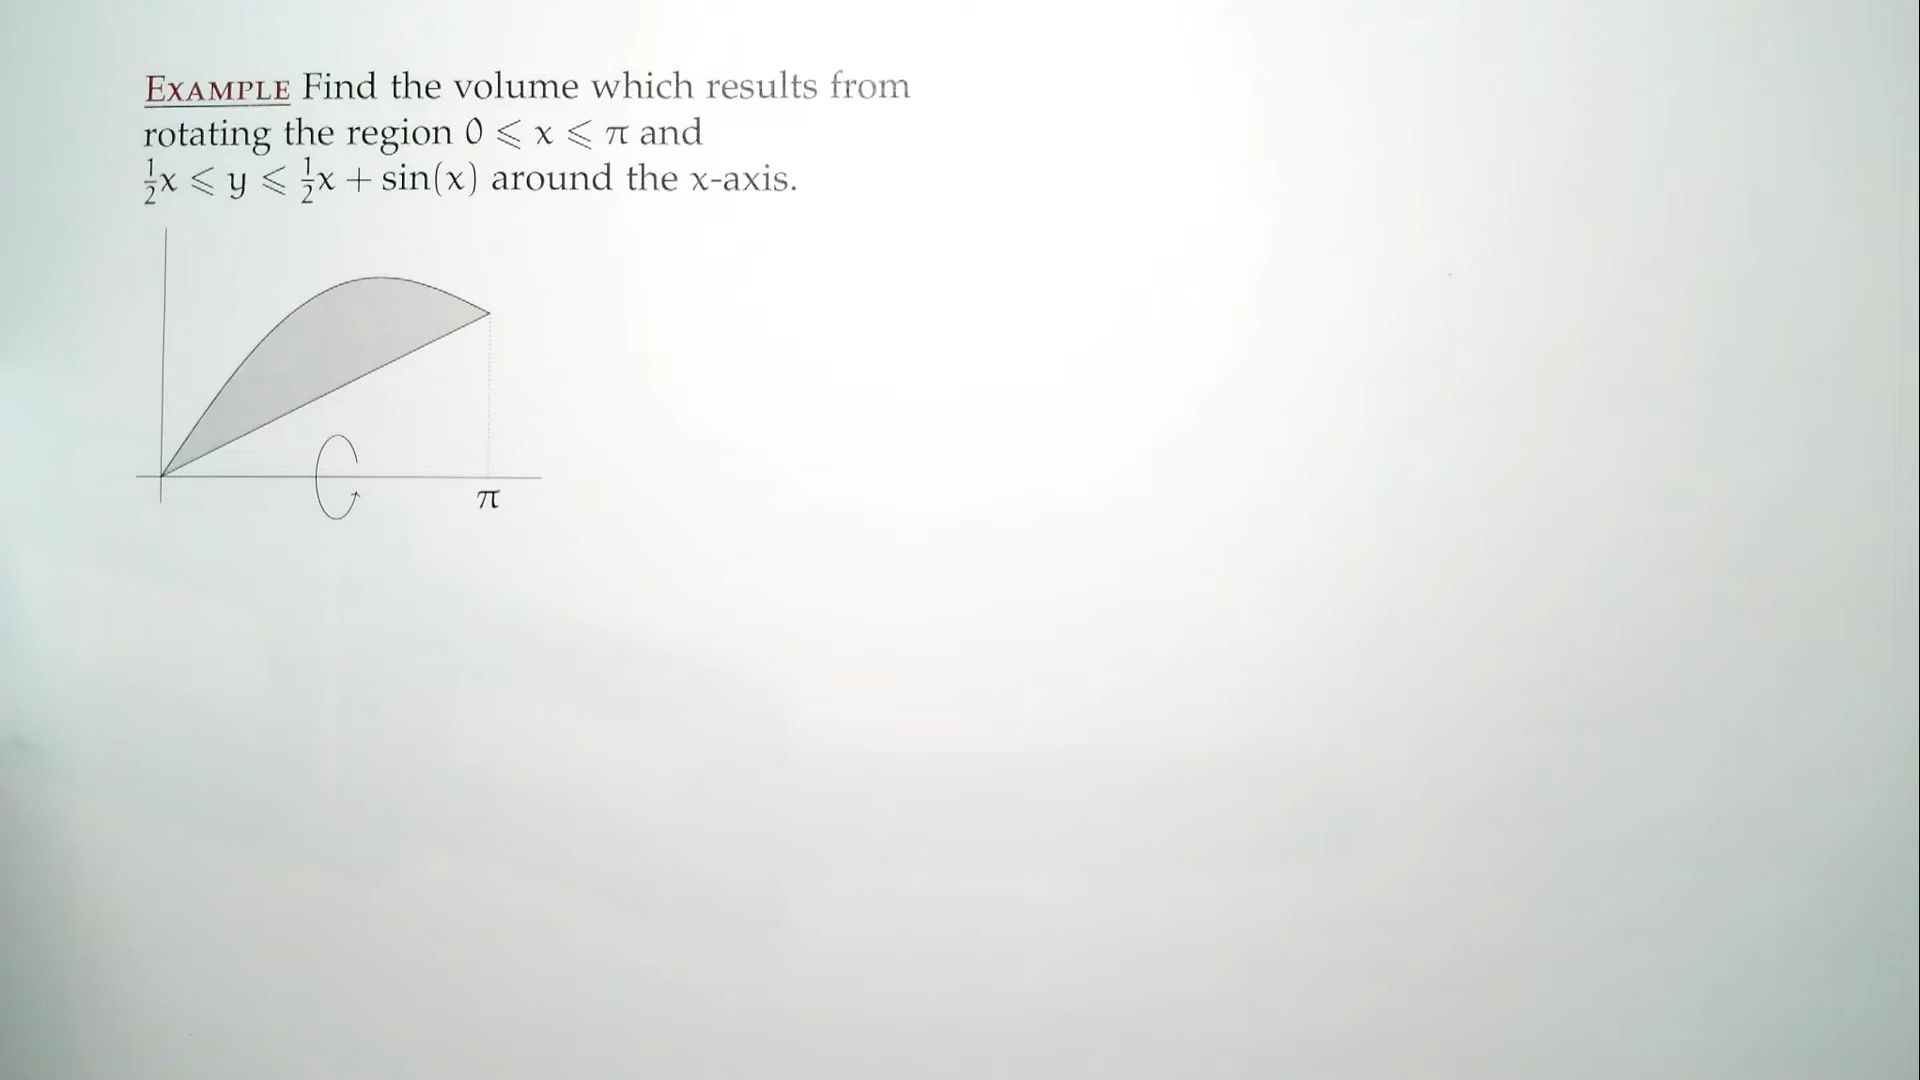 EXAMPLE Find the volume which results from
rotating the region 0 ⩽ x ⩽ π and
½x ⩽ y ⩽ ½x + sin(x) around the x-axis.
π